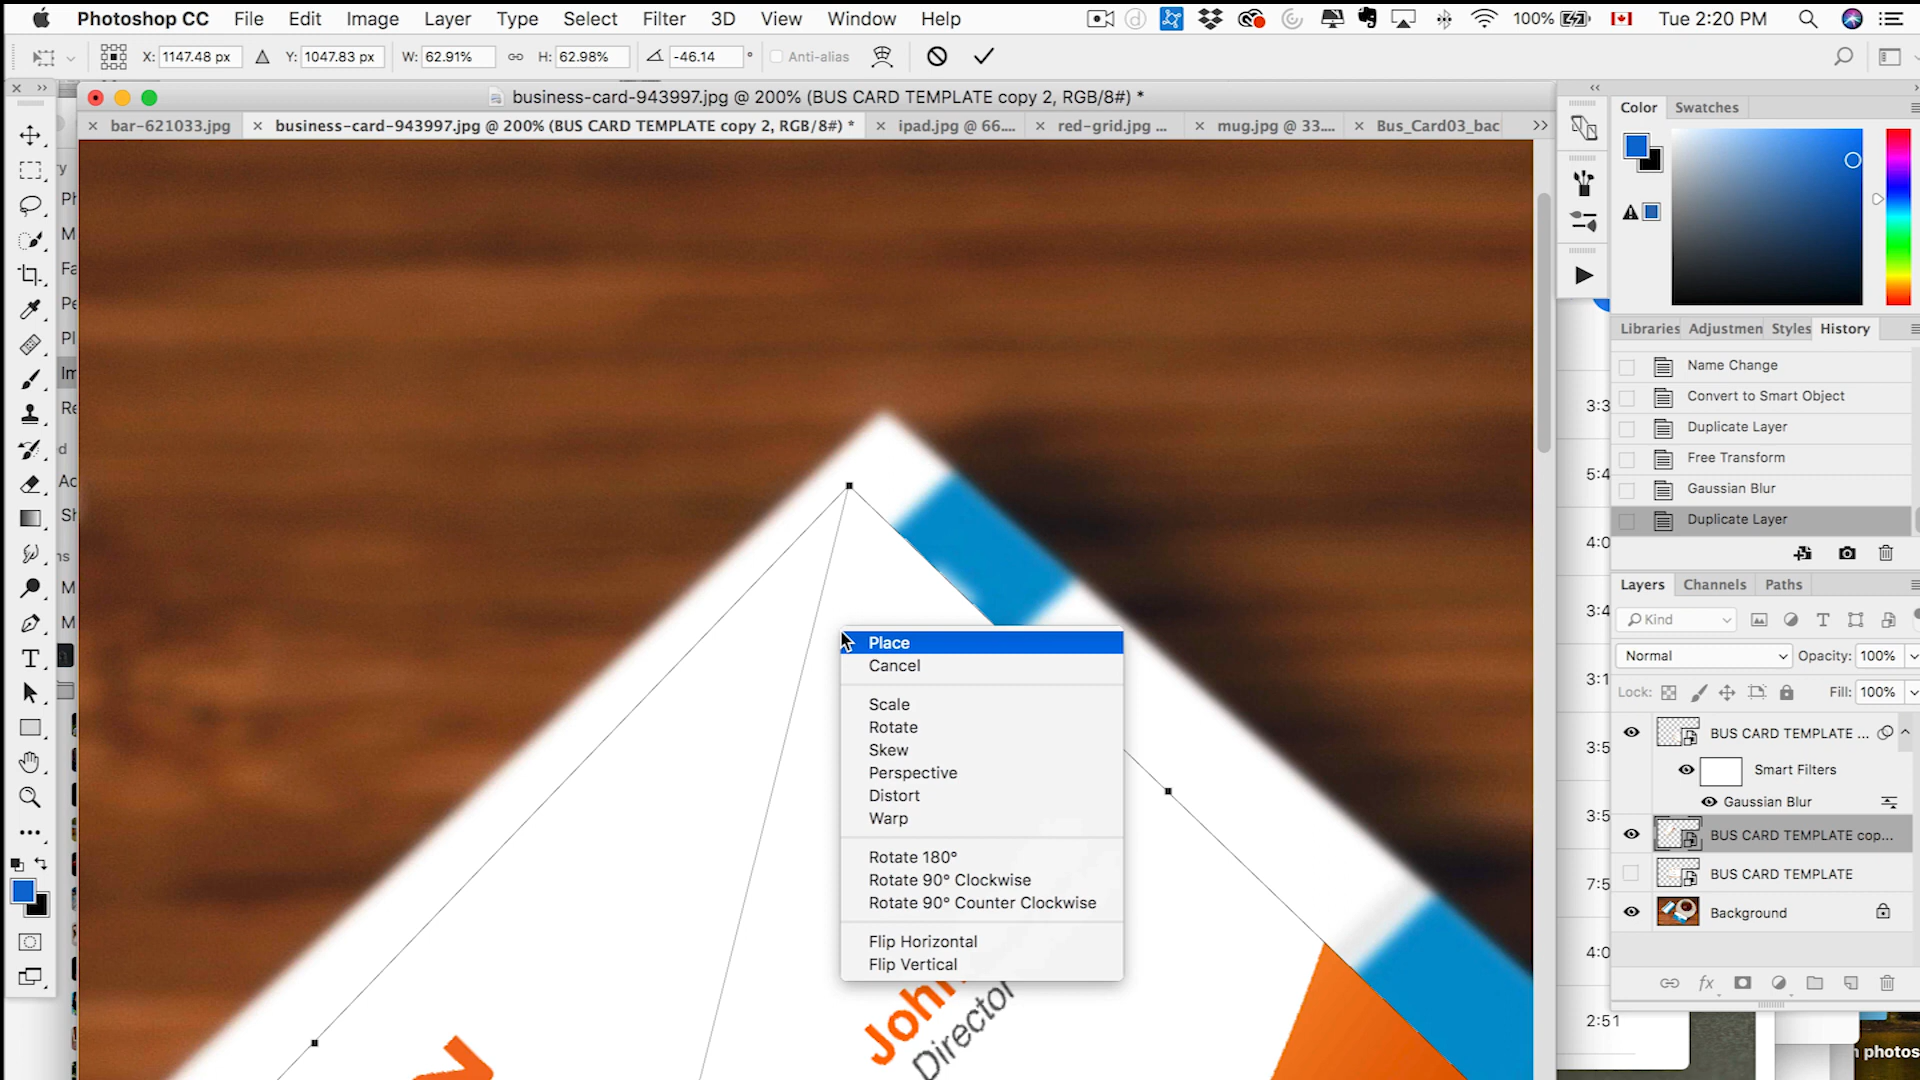 Photoshop CC File Edit Image Layer Type Select Filter 3D View Window Help 100% Tue 2:20 PM
X: 1147.48 px Y: 1047.83 px W: 62.91% H: 62.98% -46.14 ° Anti-alias
business-card-943997.jpg @ 200% (BUS CARD TEMPLATE copy 2, RGB/8#) *
bar-621033.jpg business-card-943997.jpg @ 200% (BUS CARD TEMPLATE copy 2, RGB/8#) * ipad.jpg @ 66.... red-grid.jpg ... mug.jpg @ 33.... Bus_Card03_bac
Color Swatches
Libraries Adjustmen Styles History
Name Change
Convert to Smart Object
Duplicate Layer
Free Transform
Gaussian Blur
Duplicate Layer
Layers Channels Paths
Kind
Normal Opacity: 100%
Lock: Fill: 100%
BUS CARD TEMPLATE ...
Smart Filters
Gaussian Blur
BUS CARD TEMPLATE cop...
BUS CARD TEMPLATE
Background
Place
Cancel
Scale
Rotate
Skew
Perspective
Distort
Warp
Rotate 180°
Rotate 90° Clockwise
Rotate 90° Counter Clockwise
Flip Horizontal
Flip Vertical
John
Director
2:51
n photos